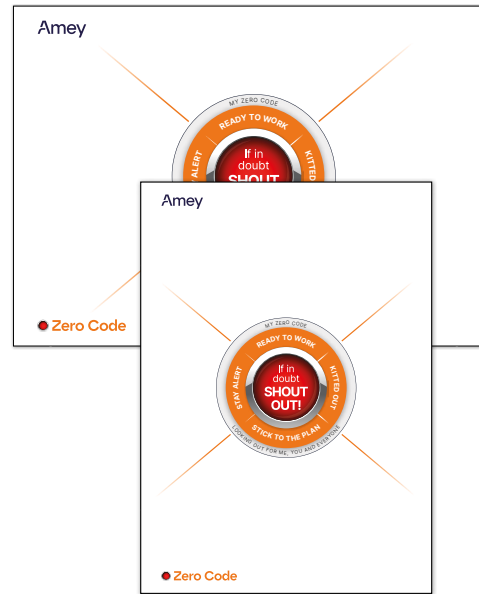 Amey
MY ZERO CODE
READY TO WORK
ALERT
KITTED
If in
doubt
SHOUT
Zero Code
Amey
MY ZERO CODE
READY TO WORK
STAY ALERT
KITTED OUT
If in
doubt
SHOUT
OUT!
STICK TO THE PLAN
LOOKING OUT FOR ME, YOU AND EVERYONE
Zero Code